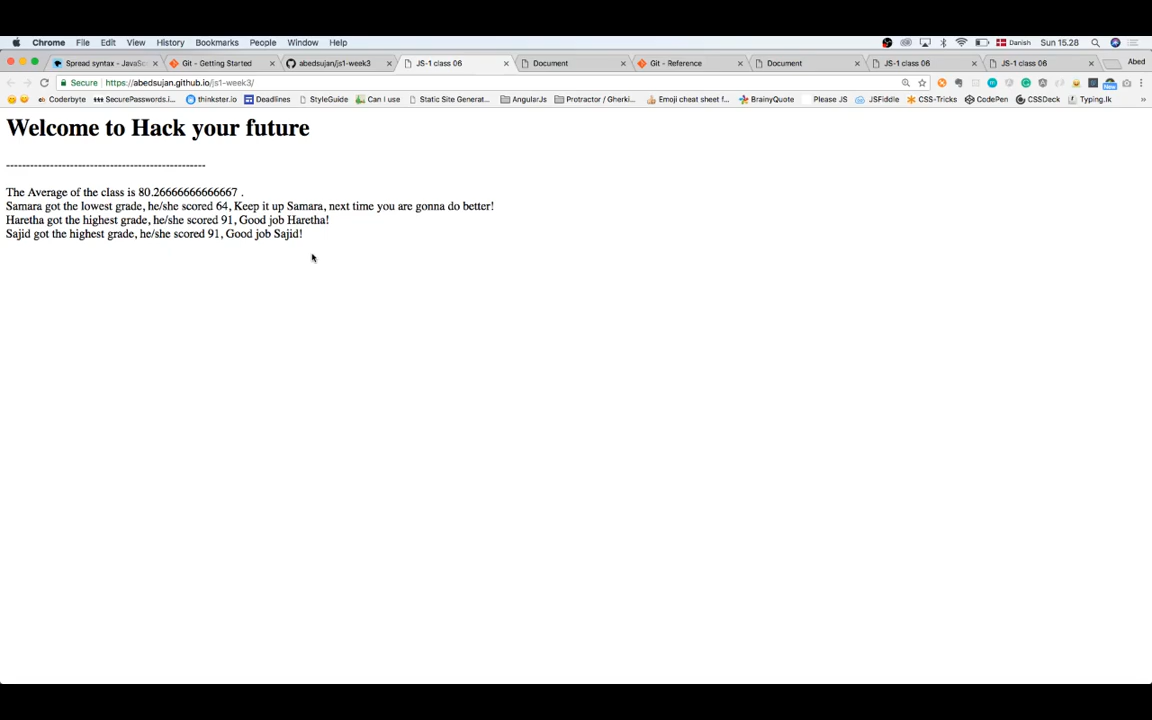 Chrome File Edit View History Bookmarks People Window Help Danish Sun 15.28
Spread syntax - JavaSc Git - Getting Started abedsujan/js1-week3 JS-1 class 06 Document Git - Reference Document JS-1 class 06 JS-1 class 06 Abed
Secure https://abedsujan.github.io/js1-week3/
Coderbyte SecurePasswords.i... thinkster.io Deadlines StyleGuide Can I use Static Site Generat... AngularJs Protractor / Gherki... Emoji cheat sheet f... BrainyQuote Please JS JSFiddle CSS-Tricks CodePen CSSDeck Typing.lk »
Welcome to Hack your future
--------------------------------------------------
The Average of the class is 80.26666666666667 .
Samara got the lowest grade, he/she scored 64, Keep it up Samara, next time you are gonna do better!
Haretha got the highest grade, he/she scored 91, Good job Haretha!
Sajid got the highest grade, he/she scored 91, Good job Sajid!